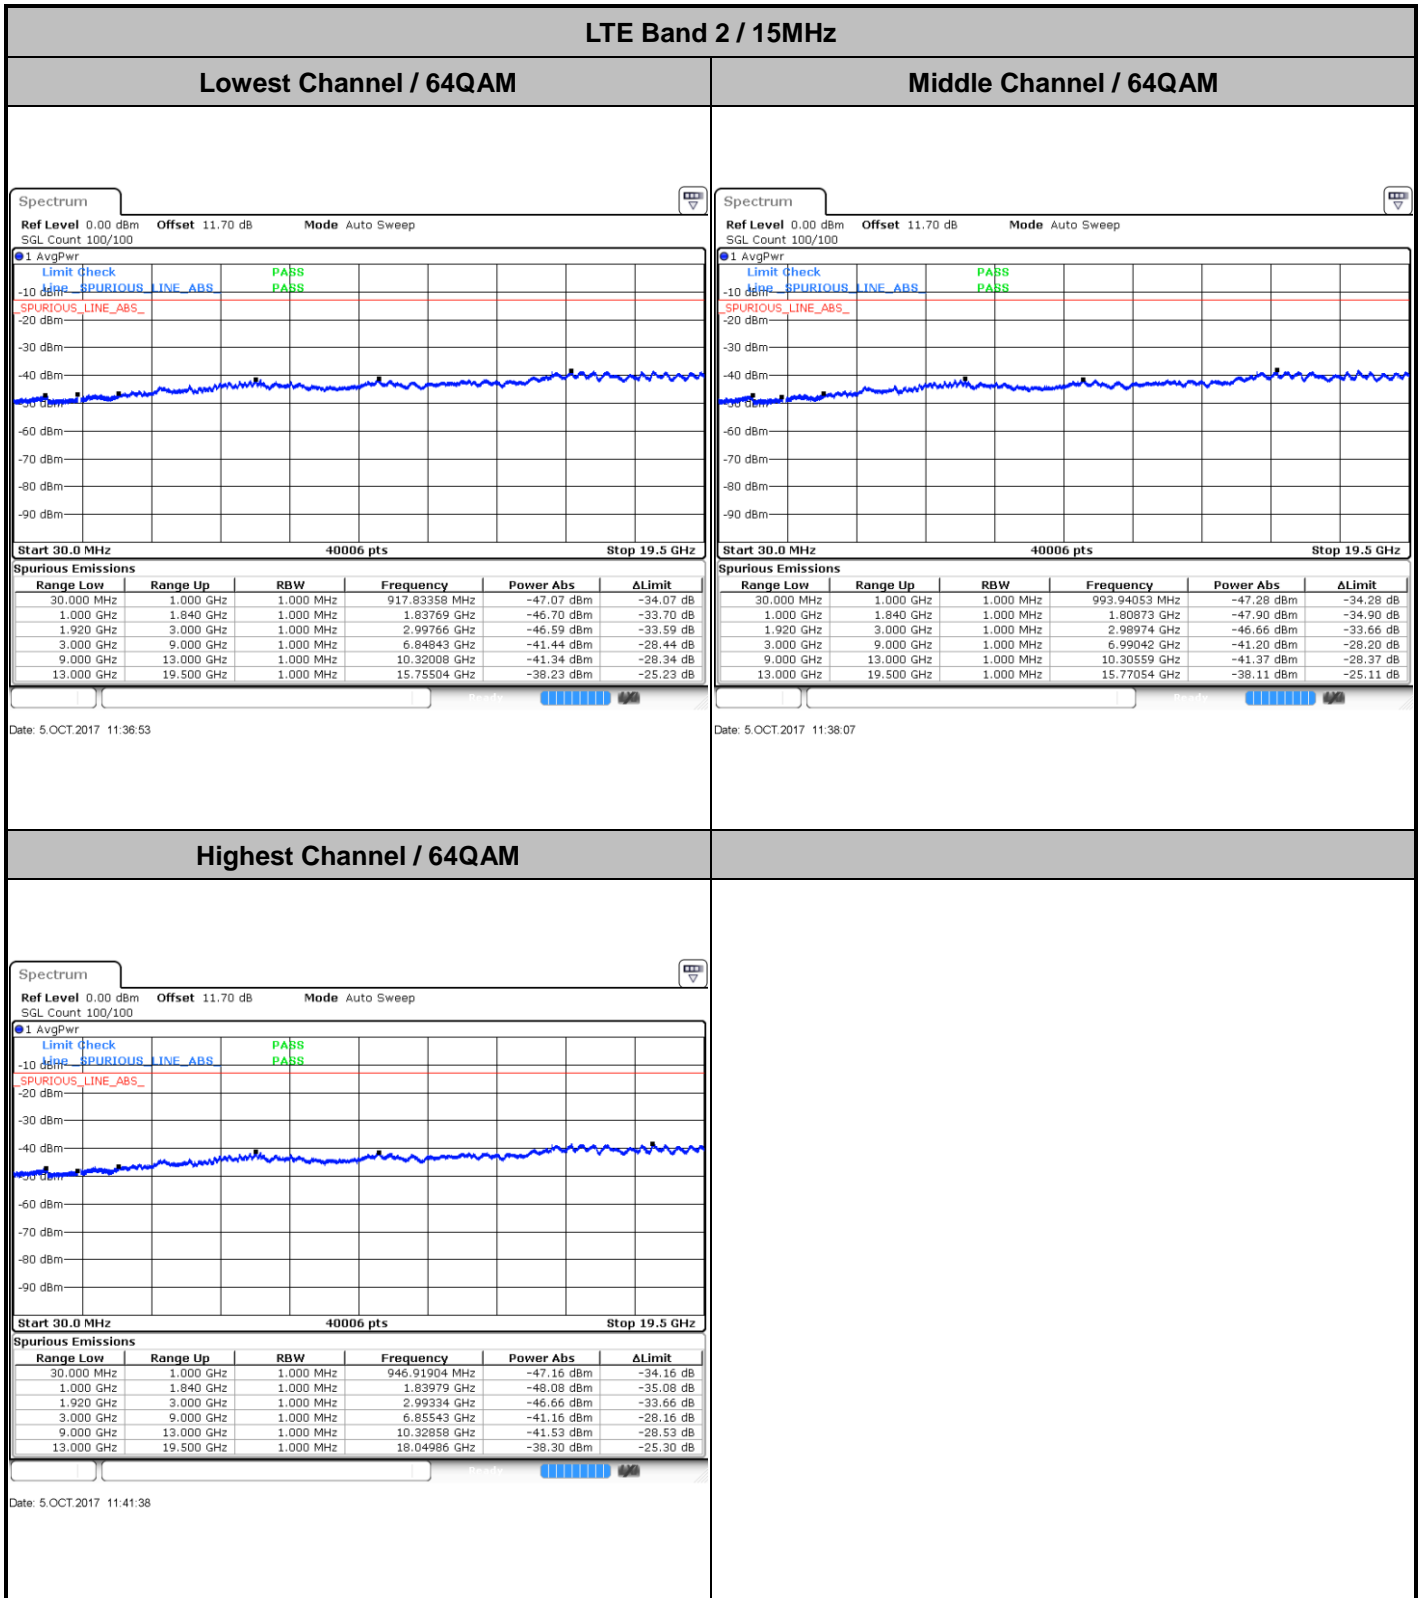 LTE Band 2 / 15MHz
Lowest Channel / 64QAM
Spectrum
Ref Level 0.00 dBm Offset 11.70 dB Mode Auto Sweep
SGL Count 100/100
1 AvgPwr
Limit Check PASS
Line _SPURIOUS_LINE_ABS_ PASS
-10 dBm
_SPURIOUS_LINE_ABS_
-20 dBm
-30 dBm
-40 dBm
-50 dBm
-60 dBm
-70 dBm
-80 dBm
-90 dBm
Start 30.0 MHz 40006 pts Stop 19.5 GHz
Spurious Emissions
Range Low Range Up RBW Frequency Power Abs ΔLimit
30.000 MHz 1.000 GHz 1.000 MHz 917.83358 MHz -47.07 dBm -34.07 dB
1.000 GHz 1.840 GHz 1.000 MHz 1.83769 GHz -46.70 dBm -33.70 dB
1.920 GHz 3.000 GHz 1.000 MHz 2.99766 GHz -46.59 dBm -33.59 dB
3.000 GHz 9.000 GHz 1.000 MHz 6.84843 GHz -41.44 dBm -28.44 dB
9.000 GHz 13.000 GHz 1.000 MHz 10.32008 GHz -41.34 dBm -28.34 dB
13.000 GHz 19.500 GHz 1.000 MHz 15.75504 GHz -38.23 dBm -25.23 dB
Date: 5.OCT.2017 11:36:53
Middle Channel / 64QAM
Spectrum
Ref Level 0.00 dBm Offset 11.70 dB Mode Auto Sweep
SGL Count 100/100
1 AvgPwr
Limit Check PASS
Line _SPURIOUS_LINE_ABS_ PASS
-10 dBm
_SPURIOUS_LINE_ABS_
-20 dBm
-30 dBm
-40 dBm
-50 dBm
-60 dBm
-70 dBm
-80 dBm
-90 dBm
Start 30.0 MHz 40006 pts Stop 19.5 GHz
Spurious Emissions
Range Low Range Up RBW Frequency Power Abs ΔLimit
30.000 MHz 1.000 GHz 1.000 MHz 993.94053 MHz -47.28 dBm -34.28 dB
1.000 GHz 1.840 GHz 1.000 MHz 1.80873 GHz -47.90 dBm -34.90 dB
1.920 GHz 3.000 GHz 1.000 MHz 2.98974 GHz -46.66 dBm -33.66 dB
3.000 GHz 9.000 GHz 1.000 MHz 6.99042 GHz -41.20 dBm -28.20 dB
9.000 GHz 13.000 GHz 1.000 MHz 10.30559 GHz -41.37 dBm -28.37 dB
13.000 GHz 19.500 GHz 1.000 MHz 15.77054 GHz -38.11 dBm -25.11 dB
Date: 5.OCT.2017 11:38:07
Highest Channel / 64QAM
Spectrum
Ref Level 0.00 dBm Offset 11.70 dB Mode Auto Sweep
SGL Count 100/100
1 AvgPwr
Limit Check PASS
Line _SPURIOUS_LINE_ABS_ PASS
-10 dBm
_SPURIOUS_LINE_ABS_
-20 dBm
-30 dBm
-40 dBm
-50 dBm
-60 dBm
-70 dBm
-80 dBm
-90 dBm
Start 30.0 MHz 40006 pts Stop 19.5 GHz
Spurious Emissions
Range Low Range Up RBW Frequency Power Abs ΔLimit
30.000 MHz 1.000 GHz 1.000 MHz 946.91904 MHz -47.16 dBm -34.16 dB
1.000 GHz 1.840 GHz 1.000 MHz 1.83979 GHz -48.08 dBm -35.08 dB
1.920 GHz 3.000 GHz 1.000 MHz 2.99334 GHz -46.66 dBm -33.66 dB
3.000 GHz 9.000 GHz 1.000 MHz 6.85543 GHz -41.16 dBm -28.16 dB
9.000 GHz 13.000 GHz 1.000 MHz 10.32858 GHz -41.53 dBm -28.53 dB
13.000 GHz 19.500 GHz 1.000 MHz 18.04986 GHz -38.30 dBm -25.30 dB
Date: 5.OCT.2017 11:41:38